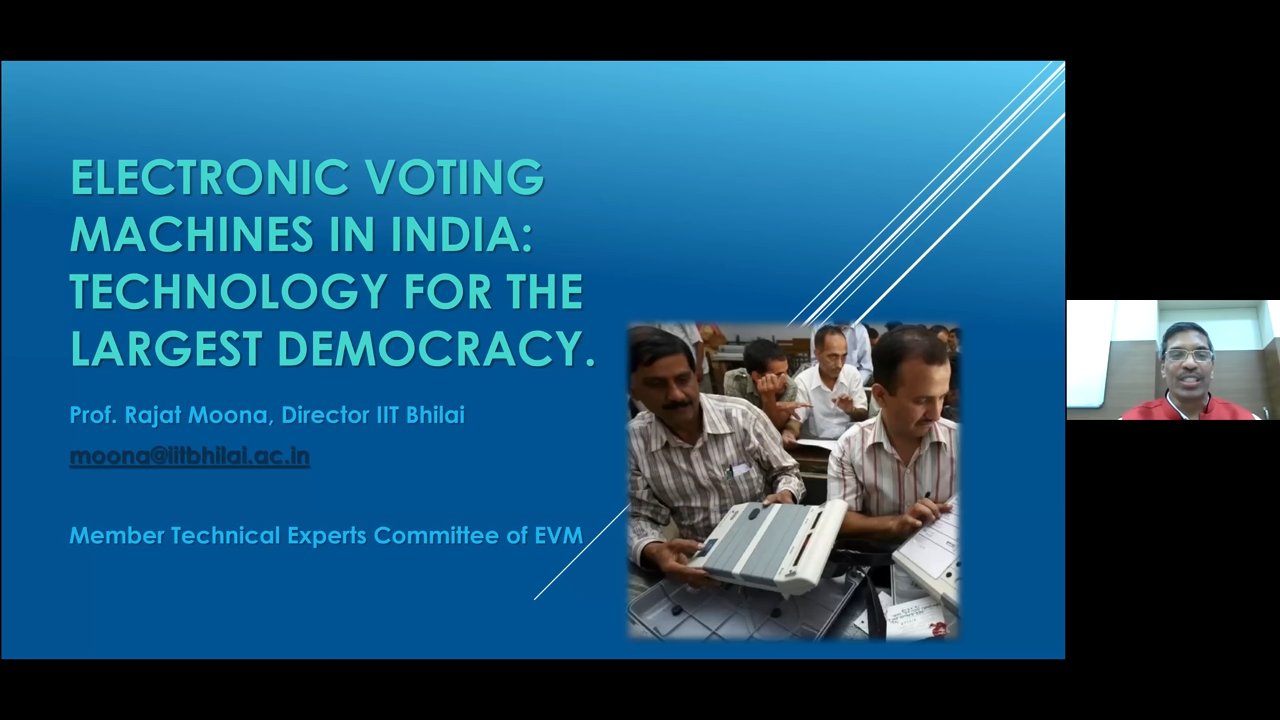 ELECTRONIC VOTING
MACHINES IN INDIA:
TECHNOLOGY FOR THE
LARGEST DEMOCRACY.
Prof. Rajat Moona, Director IIT Bhilai
moona@iitbhilai.ac.in
Member Technical Experts Committee of EVM